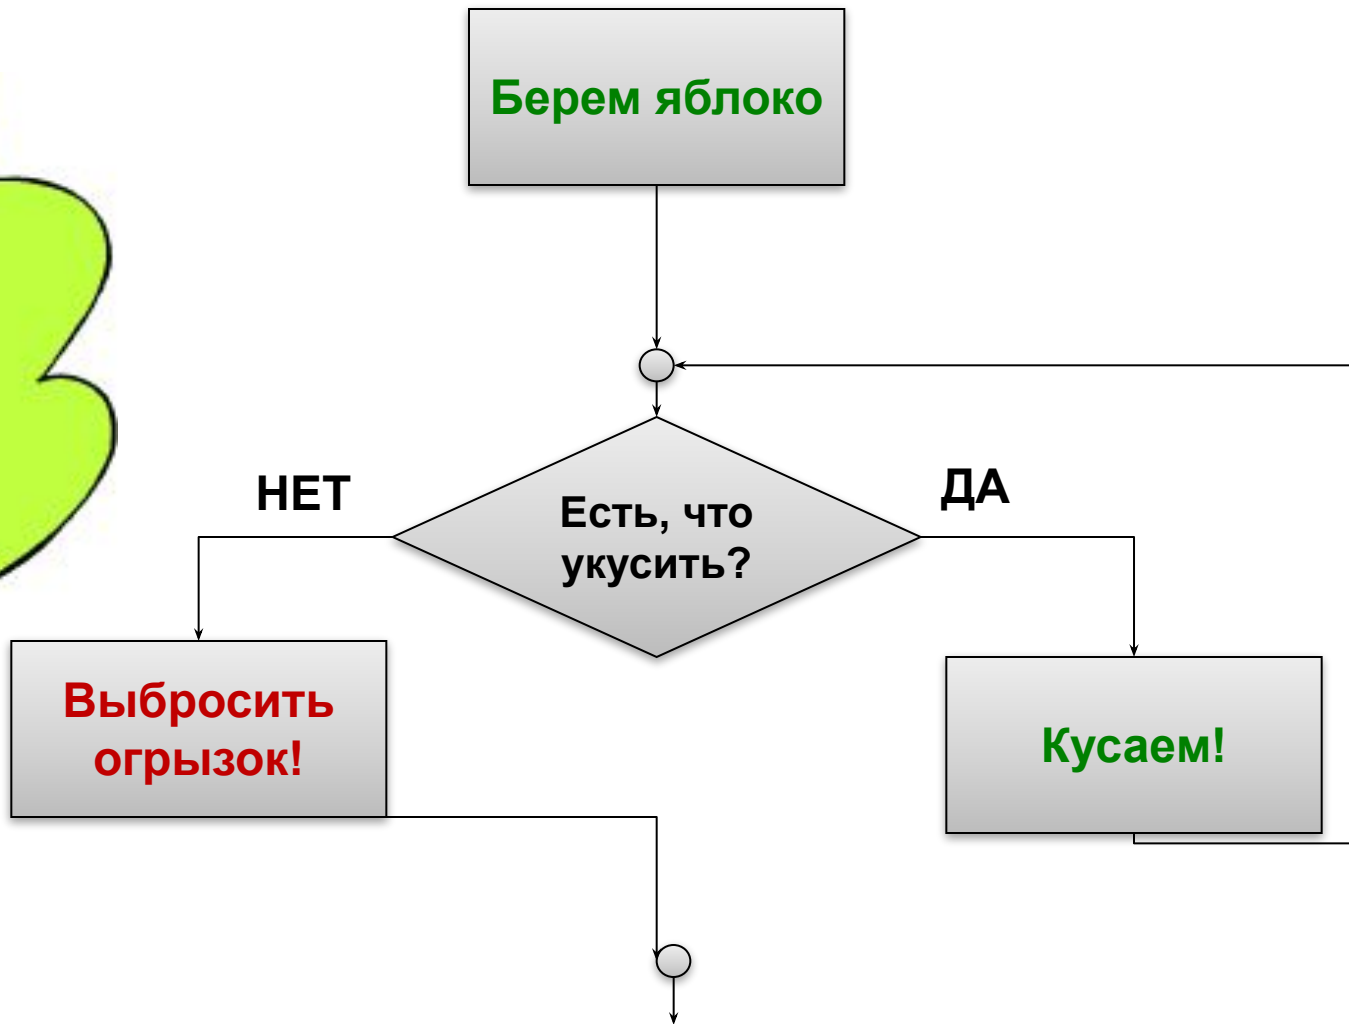 Берем яблоко
НЕТ
ДА
Есть, что
укусить?
Выбросить
огрызок!
Кусаем!